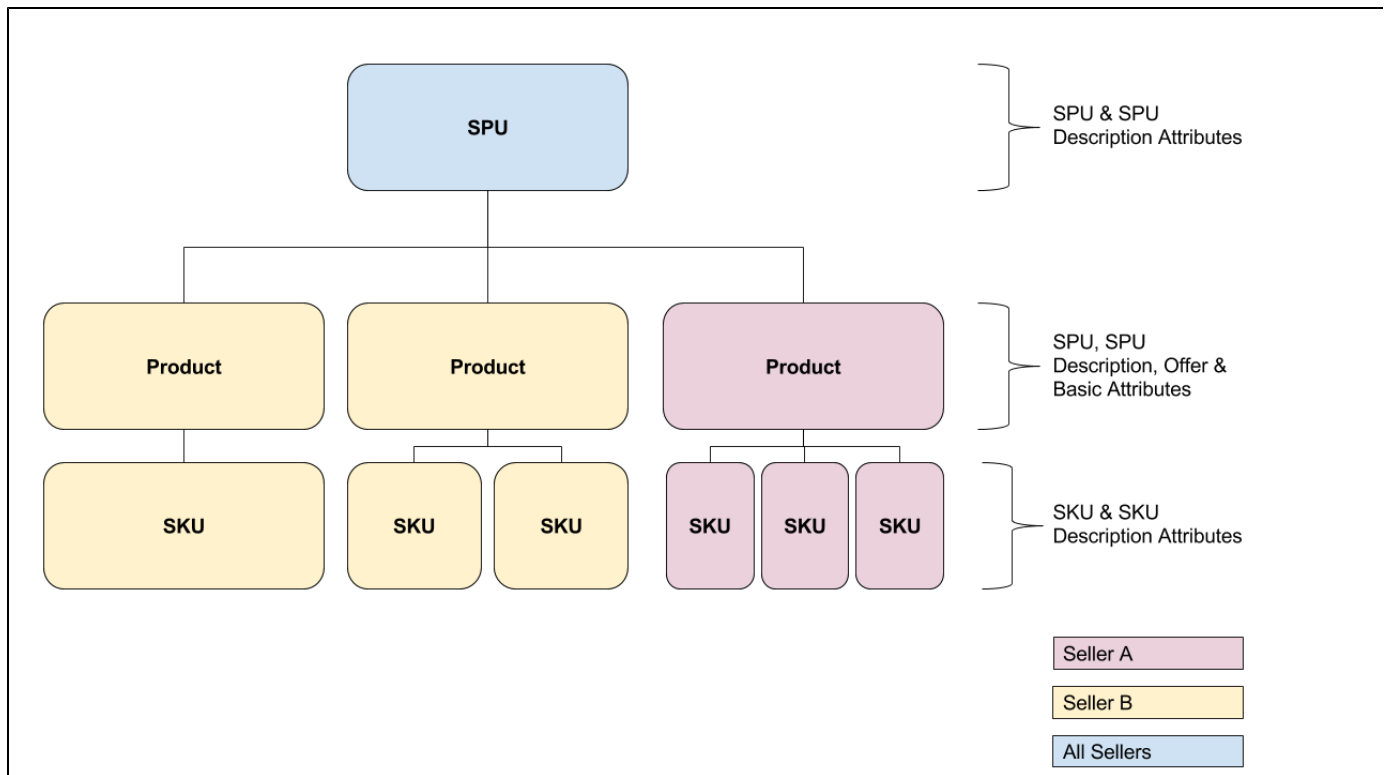 SPU
SPU & SPU
Description Attributes
Product
Product
Product
SPU, SPU
Description, Offer &
Basic Attributes
SKU
SKU
SKU
SKU
SKU
SKU
SKU & SKU
Description Attributes
Seller A
Seller B
All Sellers